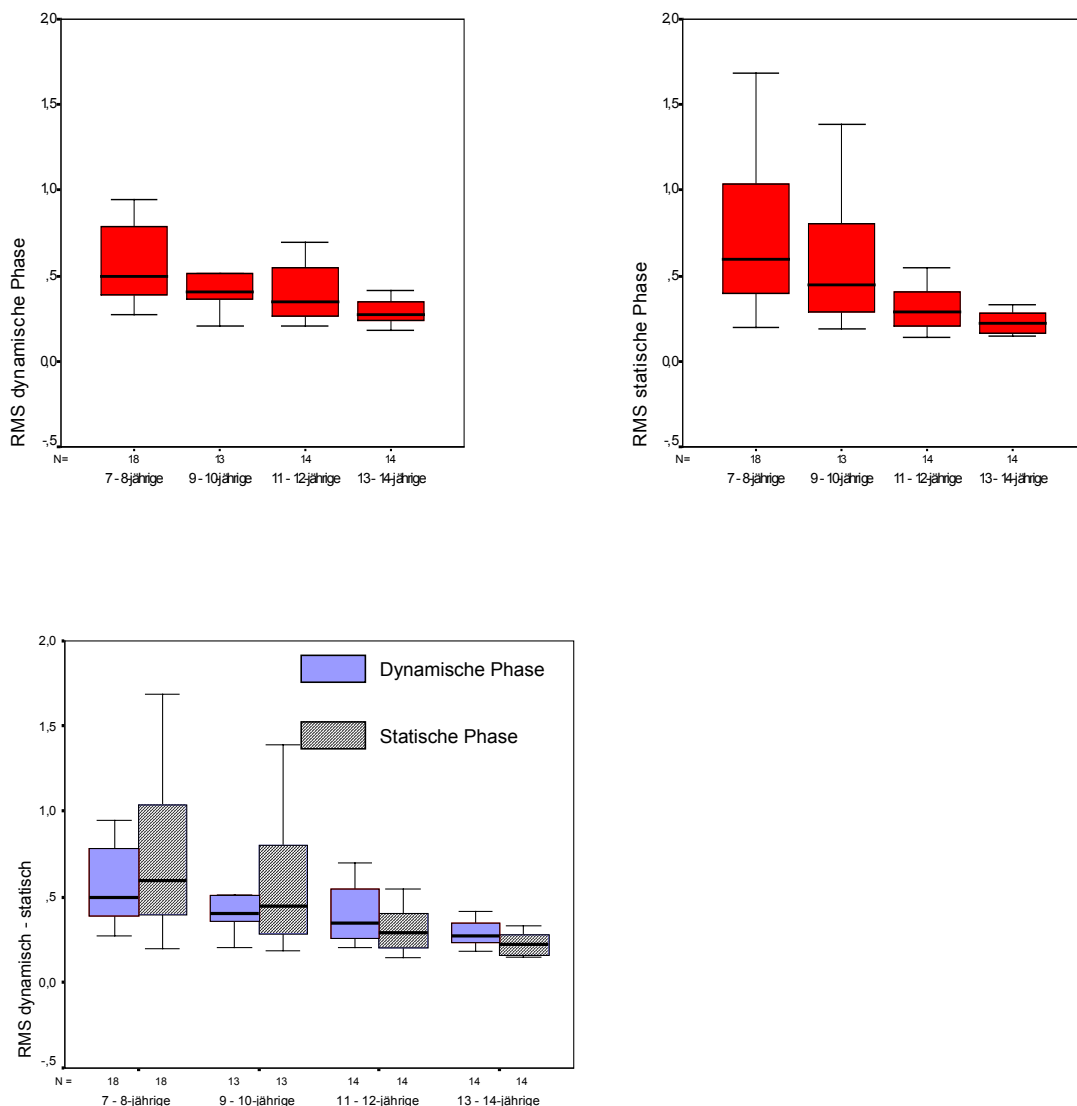 2,0
1,5
1,0
,5
0,0
-,5
RMS dynamische Phase
N= 18 13 14 14
7 - 8-jährige 9 - 10-jährige 11 - 12-jährige 13 - 14-jährige
2,0
1,5
1,0
,5
0,0
-,5
RMS statische Phase
N= 18 13 14 14
7 - 8-jährige 9 - 10-jährige 11 - 12-jährige 13 - 14-jährige
2,0
1,5
1,0
,5
0,0
-,5
RMS dynamisch - statisch
Dynamische Phase
Statische Phase
N = 18 18 13 13 14 14 14 14
7 - 8-jährige 9 - 10-jährige 11 - 12-jährige 13 - 14-jährige